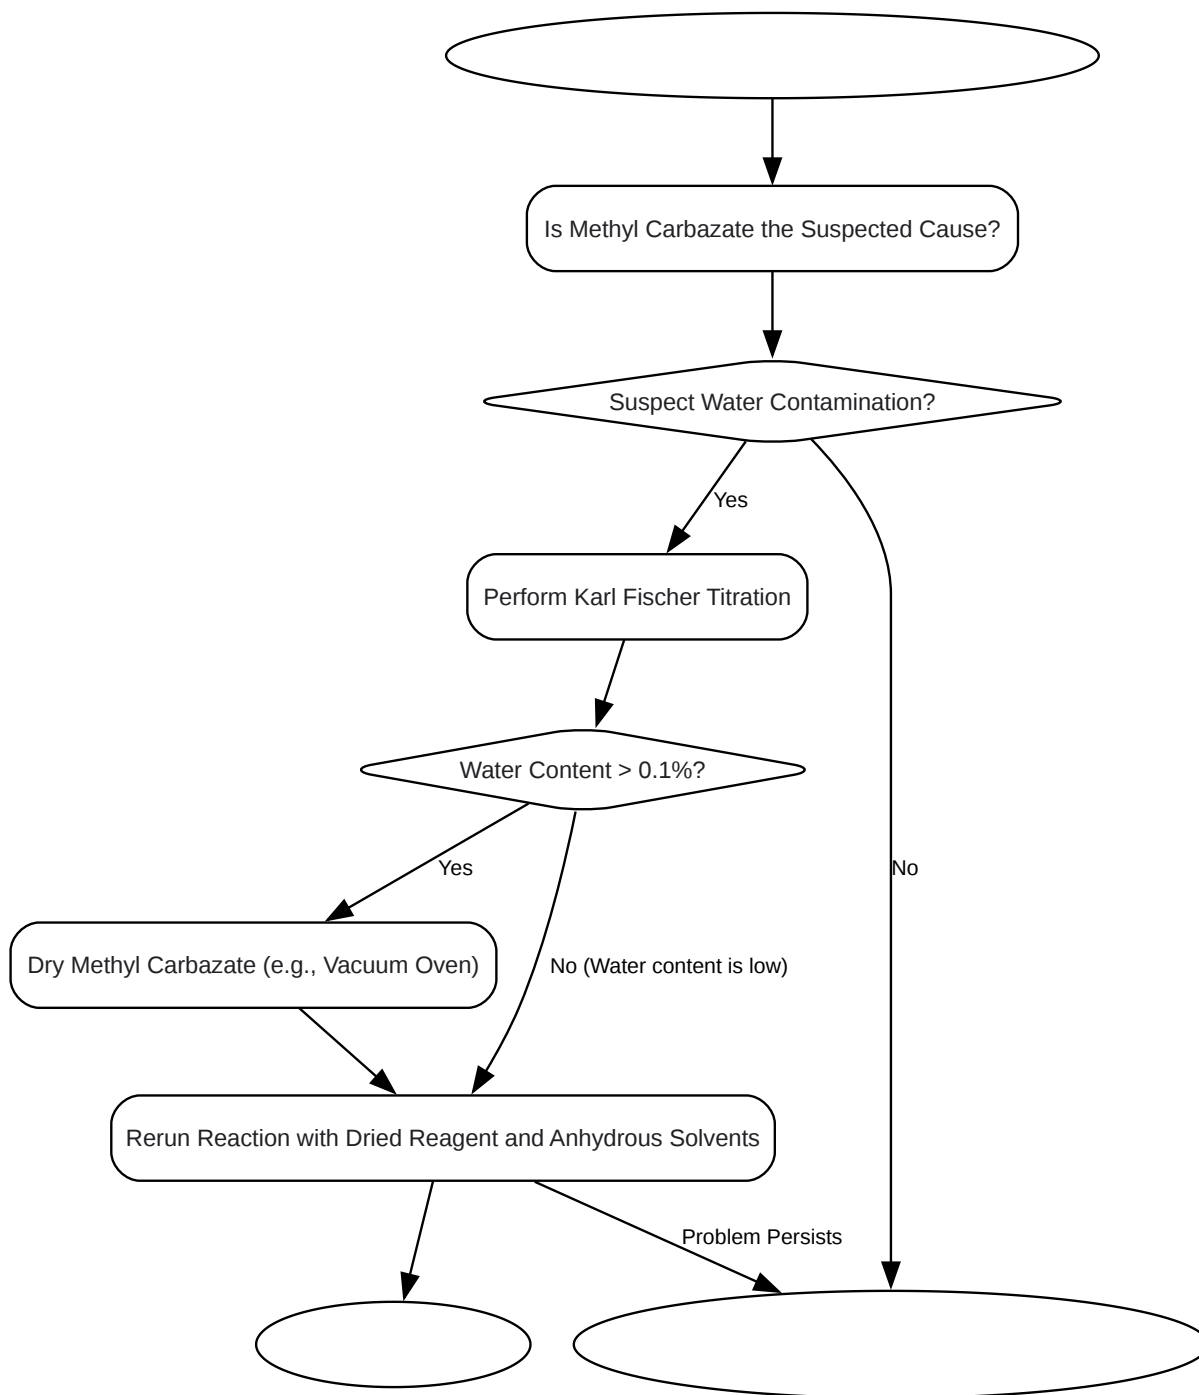 Is Methyl Carbazate the Suspected Cause?
Suspect Water Contamination?
Yes
Perform Karl Fischer Titration
Water Content > 0.1%?
Yes
No
Dry Methyl Carbazate (e.g., Vacuum Oven)
No (Water content is low)
Rerun Reaction with Dried Reagent and Anhydrous Solvents
Problem Persists